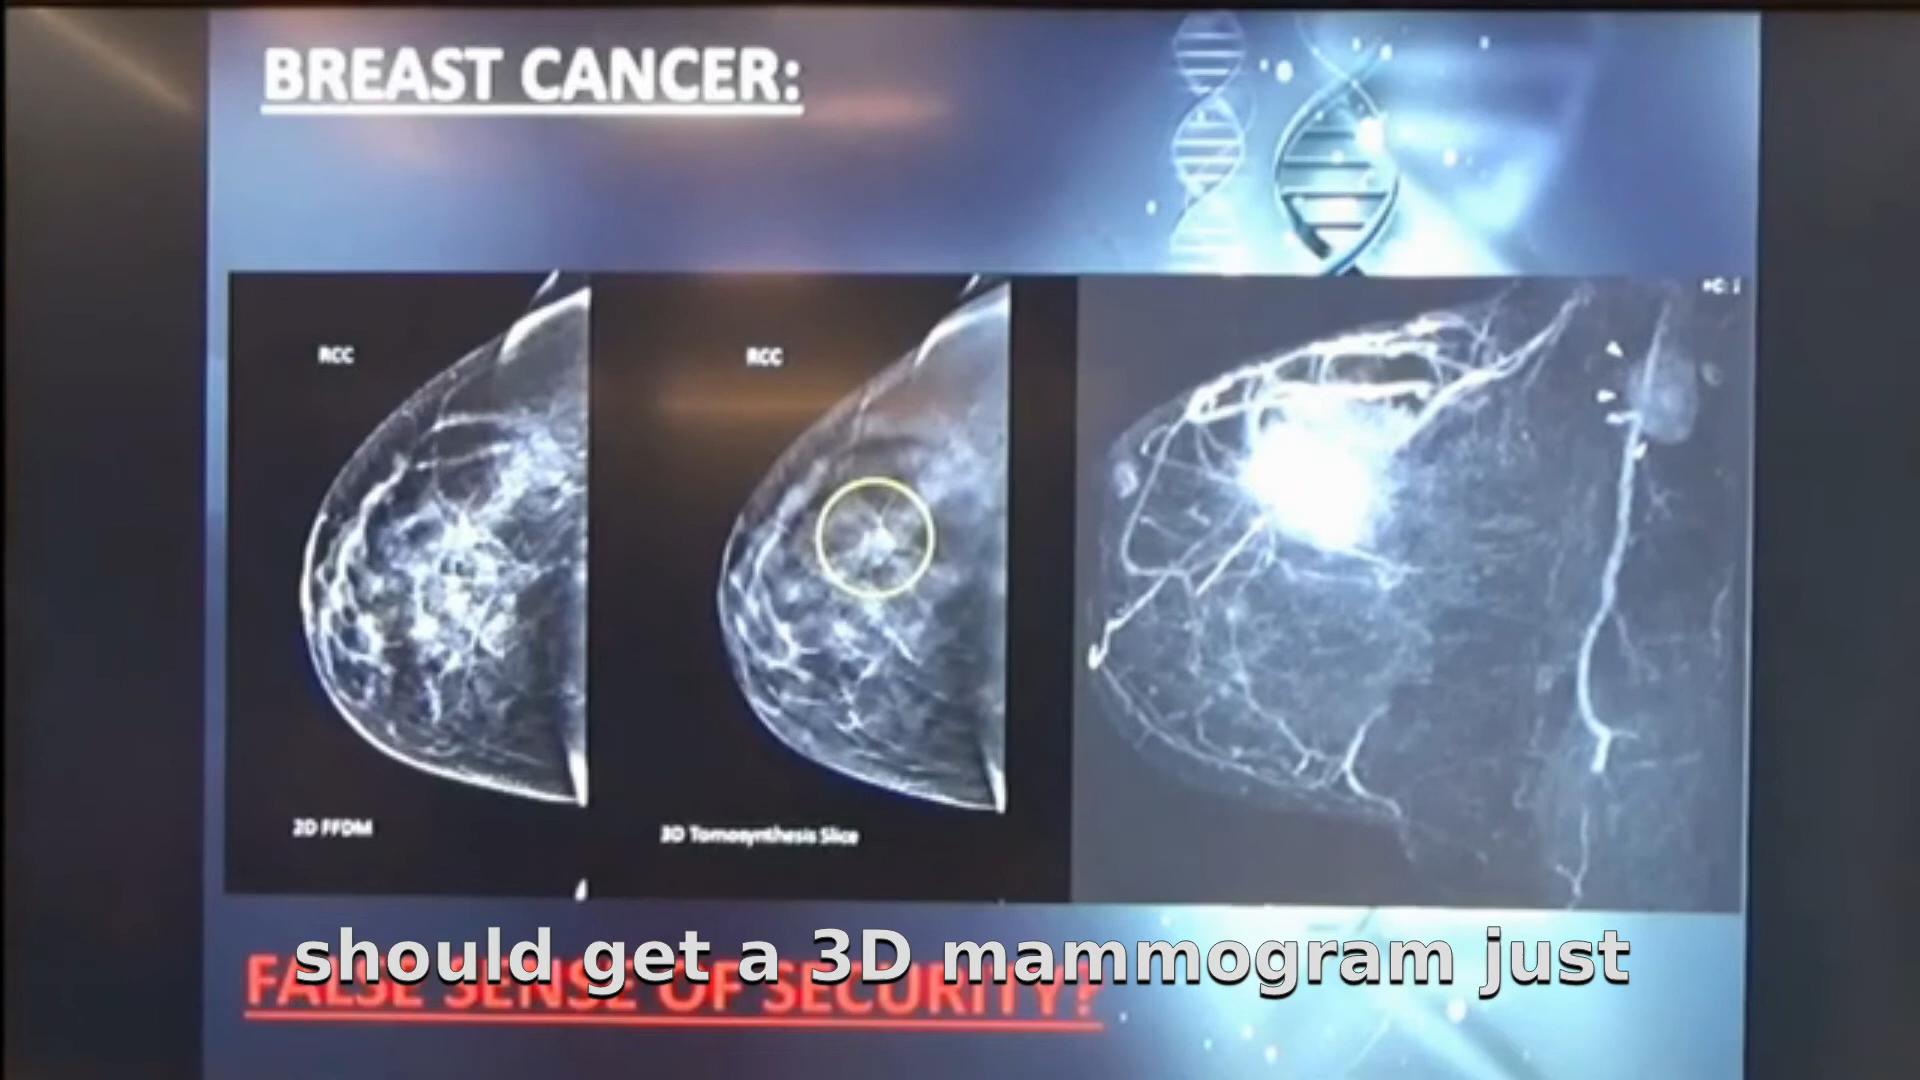 BREAST CANCER:
RCC
RCC
+C: i
2D FFDM
3D Tomosynthesis Slice
FALSE SENSE OF SECURITY?
should get a 3D mammogram just